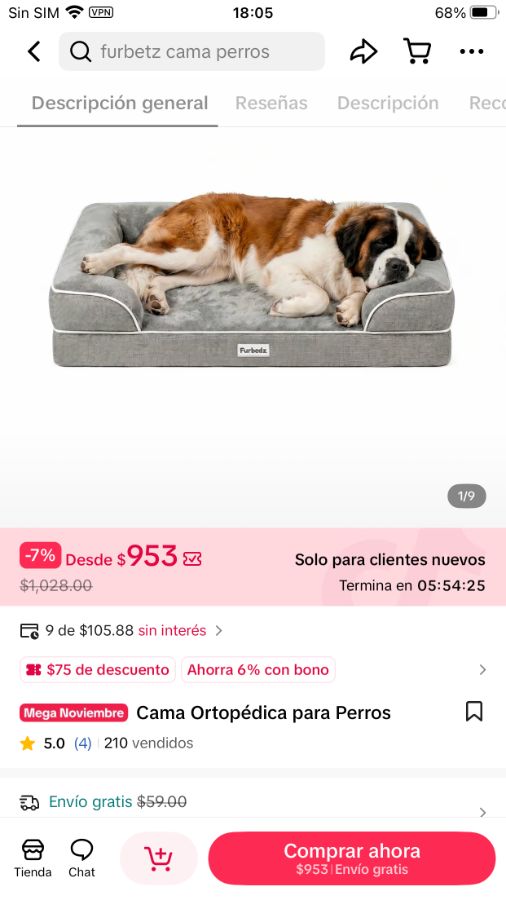 Sin SIM VPN 18:05 68%
furbetz cama perros
Descripción general Reseñas Descripción Reco
Furbedz
1/9
-7% Desde $953 Solo para clientes nuevos
$1,028.00 Termina en 05:54:25
9 de $105.88 sin interés
$75 de descuento Ahorra 6% con bono
Mega Noviembre Cama Ortopédica para Perros
5.0 (4) 210 vendidos
Envío gratis $59.00
Comprar ahora
Tienda Chat $953 Envío gratis